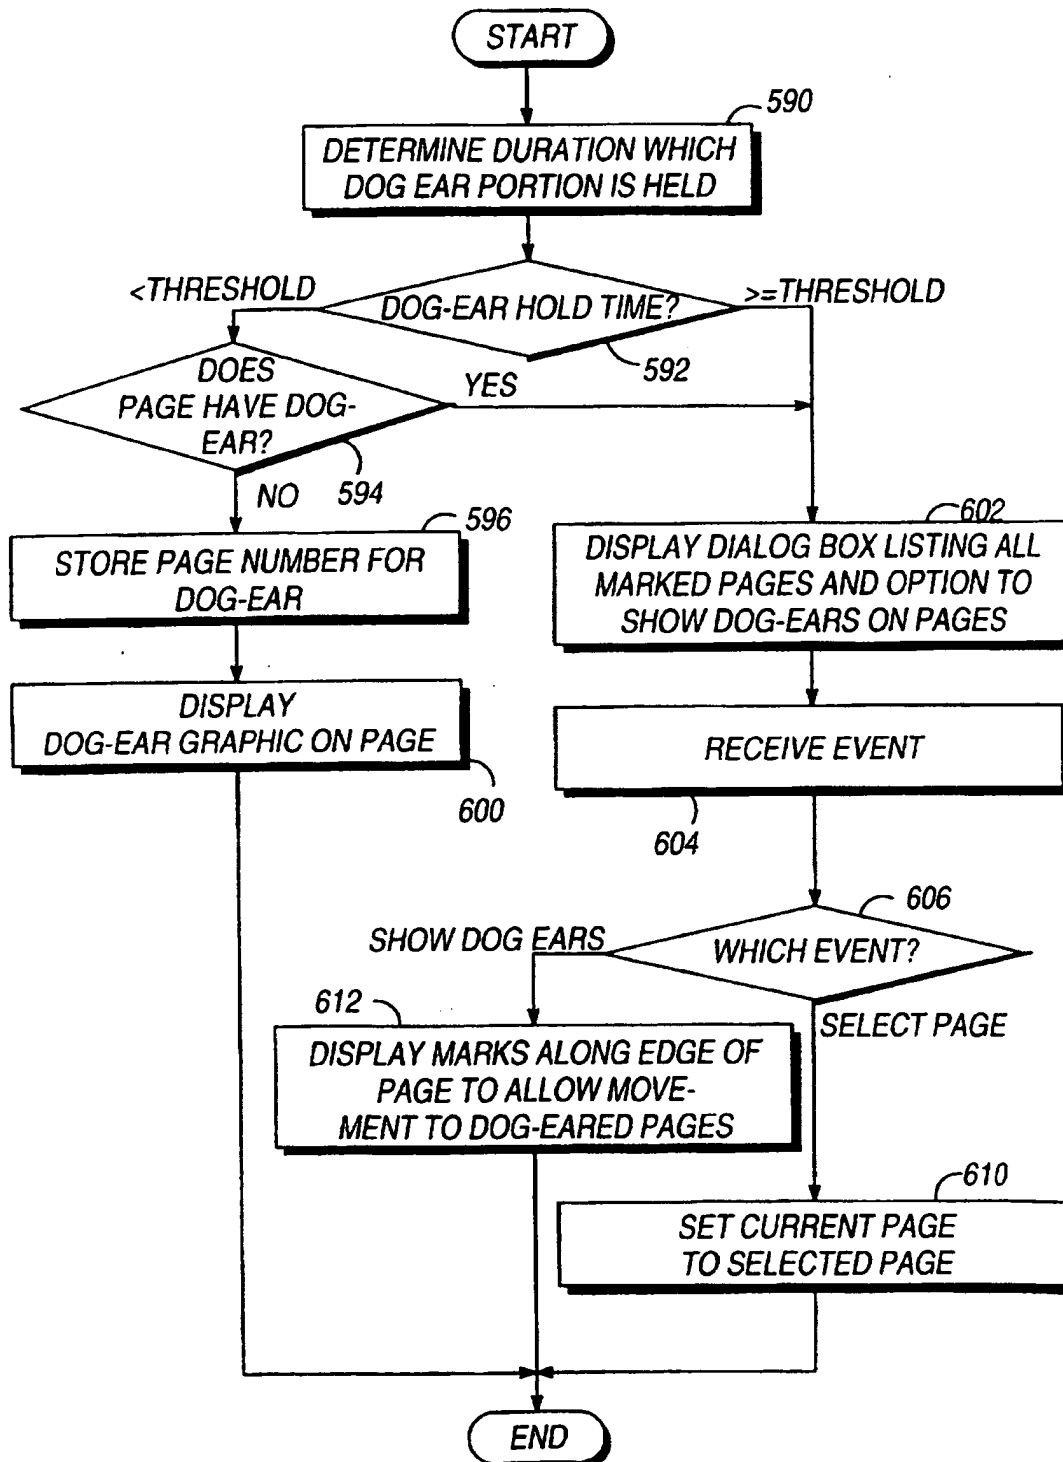 START
590
DETERMINE DURATION WHICH
DOG EAR PORTION IS HELD
<THRESHOLD
DOG-EAR HOLD TIME?
>=THRESHOLD
592
DOES
PAGE HAVE DOG-
EAR?
YES
594
NO
596
STORE PAGE NUMBER FOR
DOG-EAR
602
DISPLAY DIALOG BOX LISTING ALL
MARKED PAGES AND OPTION TO
SHOW DOG-EARS ON PAGES
DISPLAY
DOG-EAR GRAPHIC ON PAGE
600
RECEIVE EVENT
604
606
SHOW DOG EARS
WHICH EVENT?
612
SELECT PAGE
DISPLAY MARKS ALONG EDGE OF
PAGE TO ALLOW MOVE-
MENT TO DOG-EARED PAGES
610
SET CURRENT PAGE
TO SELECTED PAGE
END